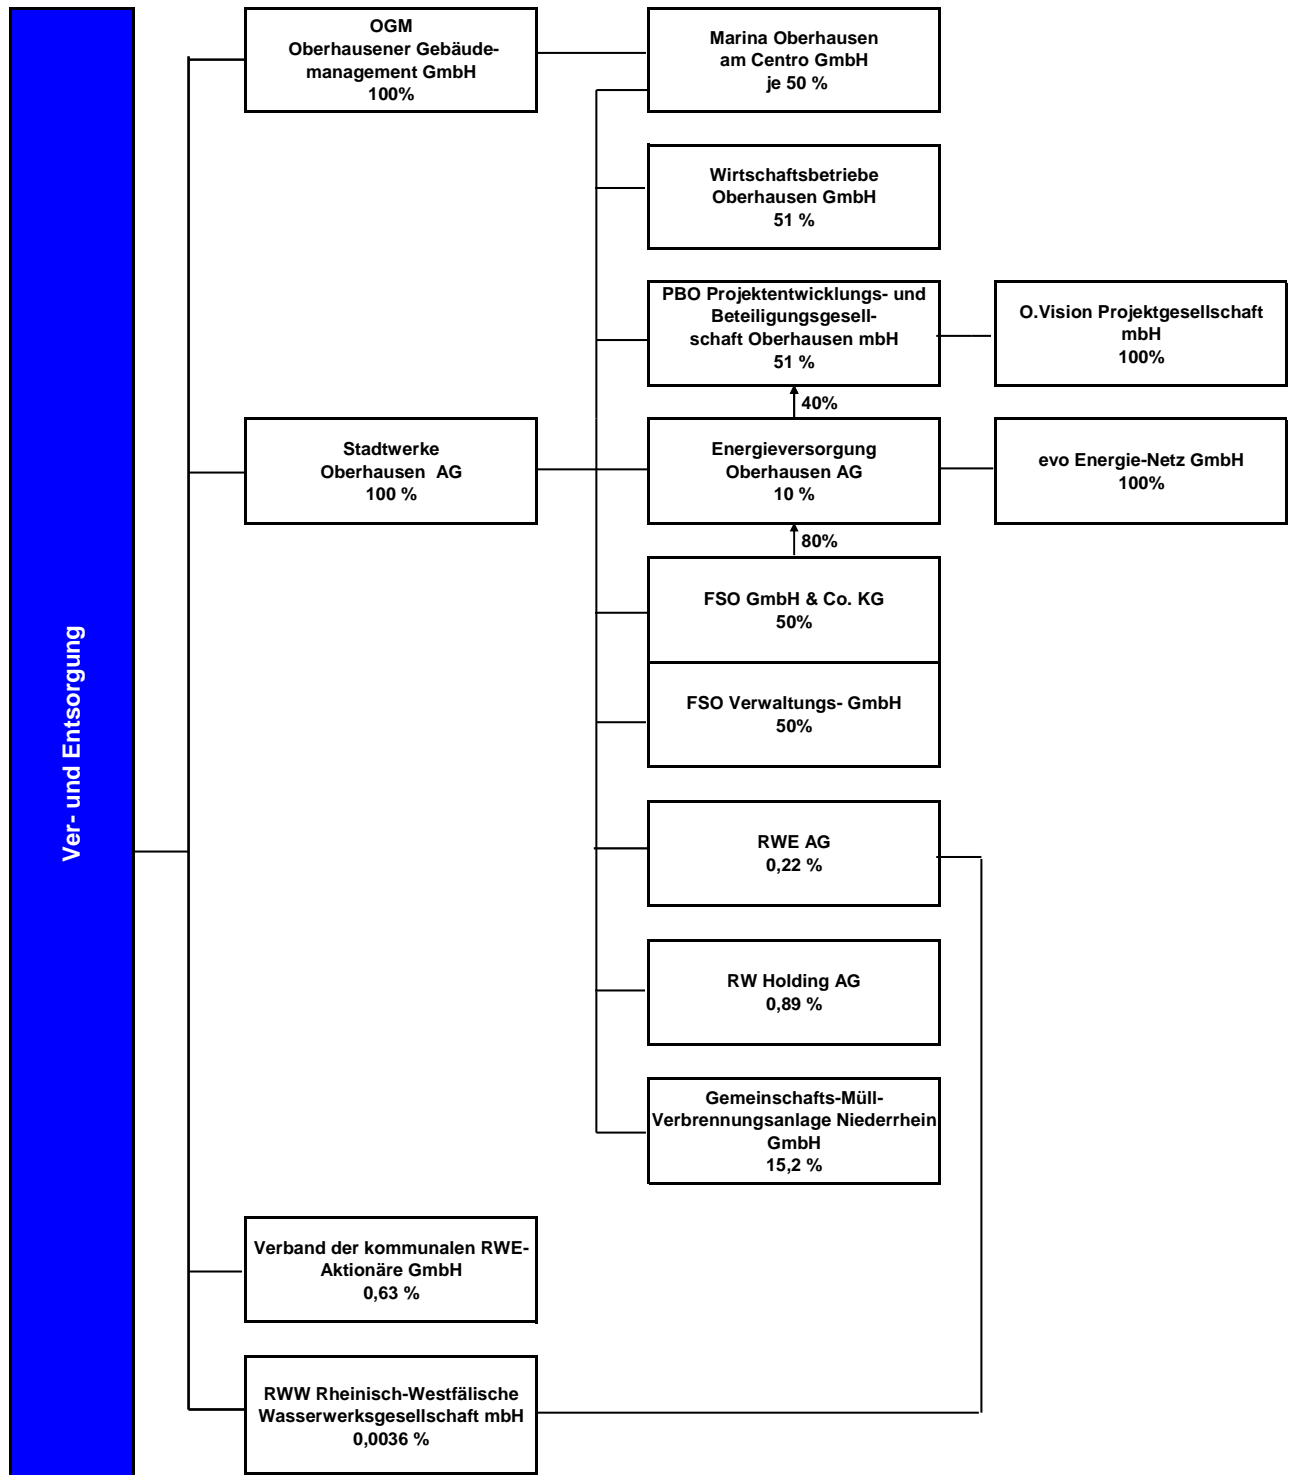 Ver- und Entsorgung
OGM
Oberhausener Gebäude-
management GmbH
100%
Marina Oberhausen
am Centro GmbH
je 50 %
Wirtschaftsbetriebe
Oberhausen GmbH
51 %
PBO Projektentwicklungs- und
Beteiligungsgesell-
schaft Oberhausen mbH
51 %
O.Vision Projektgesellschaft
mbH
100%
40%
Stadtwerke
Oberhausen AG
100 %
Energieversorgung
Oberhausen AG
10 %
evo Energie-Netz GmbH
100%
80%
FSO GmbH & Co. KG
50%
FSO Verwaltungs- GmbH
50%
RWE AG
0,22 %
RW Holding AG
0,89 %
Gemeinschafts-Müll-
Verbrennungsanlage Niederrhein
GmbH
15,2 %
Verband der kommunalen RWE-
Aktionäre GmbH
0,63 %
RWW Rheinisch-Westfälische
Wasserwerksgesellschaft mbH
0,0036 %